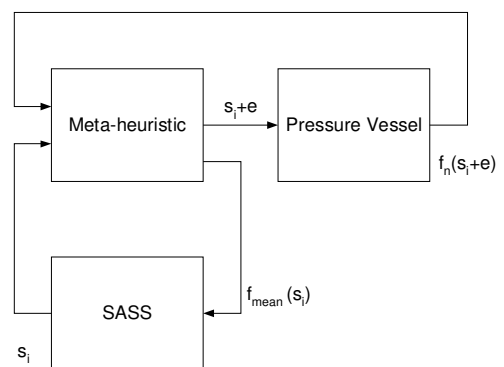 s_i+e
Meta-heuristic
Pressure Vessel
f_n(s_i+e)
f_mean (s_i)
SASS
s_i